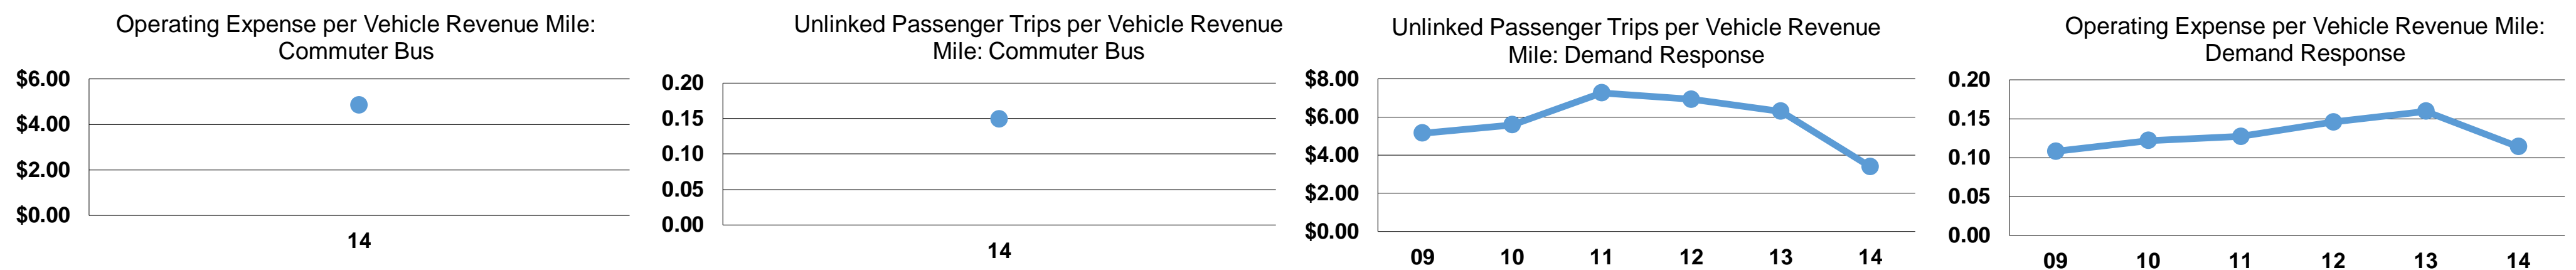 Operating Expense per Vehicle Revenue Mile:
Commuter Bus
$6.00
$4.00
$2.00
$0.00
14
Unlinked Passenger Trips per Vehicle Revenue
Mile: Commuter Bus
0.20
0.15
0.10
0.05
0.00
14
Unlinked Passenger Trips per Vehicle Revenue
Mile: Demand Response
$8.00
$6.00
$4.00
$2.00
$0.00
09 10 11 12 13 14
Operating Expense per Vehicle Revenue Mile:
Demand Response
0.20
0.15
0.10
0.05
0.00
09 10 11 12 13 14